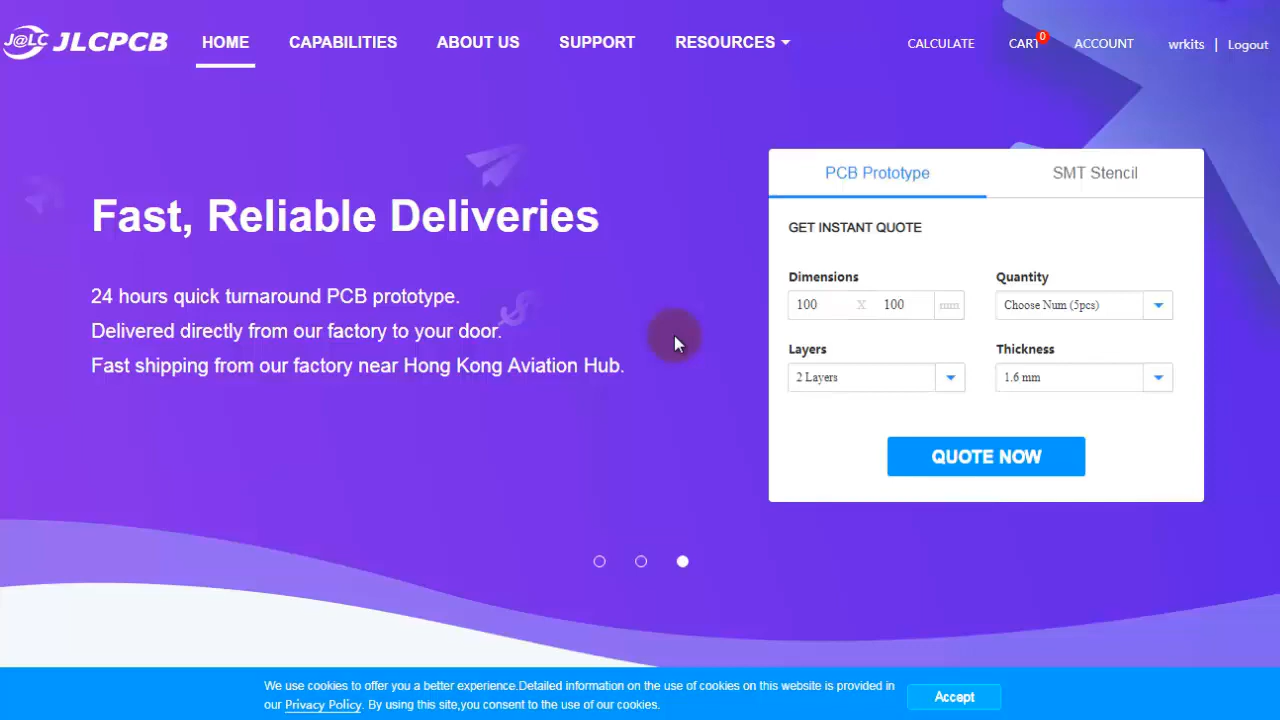 J@LC JLCPCB HOME CAPABILITIES ABOUT US SUPPORT RESOURCES CALCULATE CART 0 ACCOUNT wrkits | Logout
PCB Prototype SMT Stencil
Fast, Reliable Deliveries
GET INSTANT QUOTE
Dimensions Quantity
100 X 100 mm Choose Num (5pcs)
24 hours quick turnaround PCB prototype.
Delivered directly from our factory to your door.
Fast shipping from our factory near Hong Kong Aviation Hub.
Layers Thickness
2 Layers 1.6 mm
QUOTE NOW
We use cookies to offer you a better experience.Detailed information on the use of cookies on this website is provided in
our Privacy Policy. By using this site,you consent to the use of our cookies.
Accept